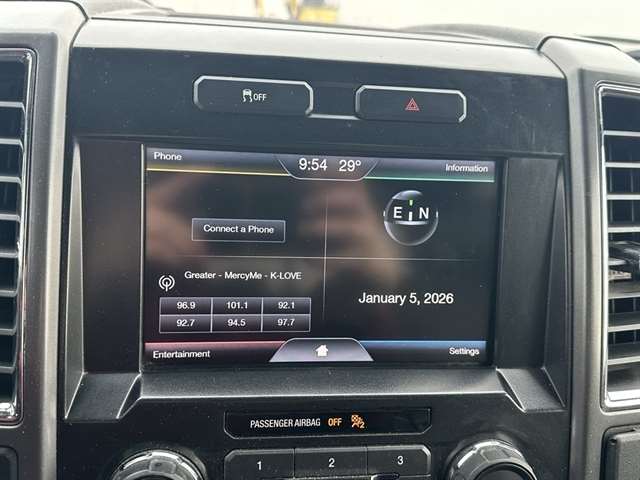 OFF
Phone
9:54 29°
Information
E N
Connect a Phone
Greater - MercyMe - K-LOVE
96.9 101.1 92.1
92.7 94.5 97.7
January 5, 2026
Entertainment
Settings
PASSENGER AIRBAG OFF 2
1 2 3